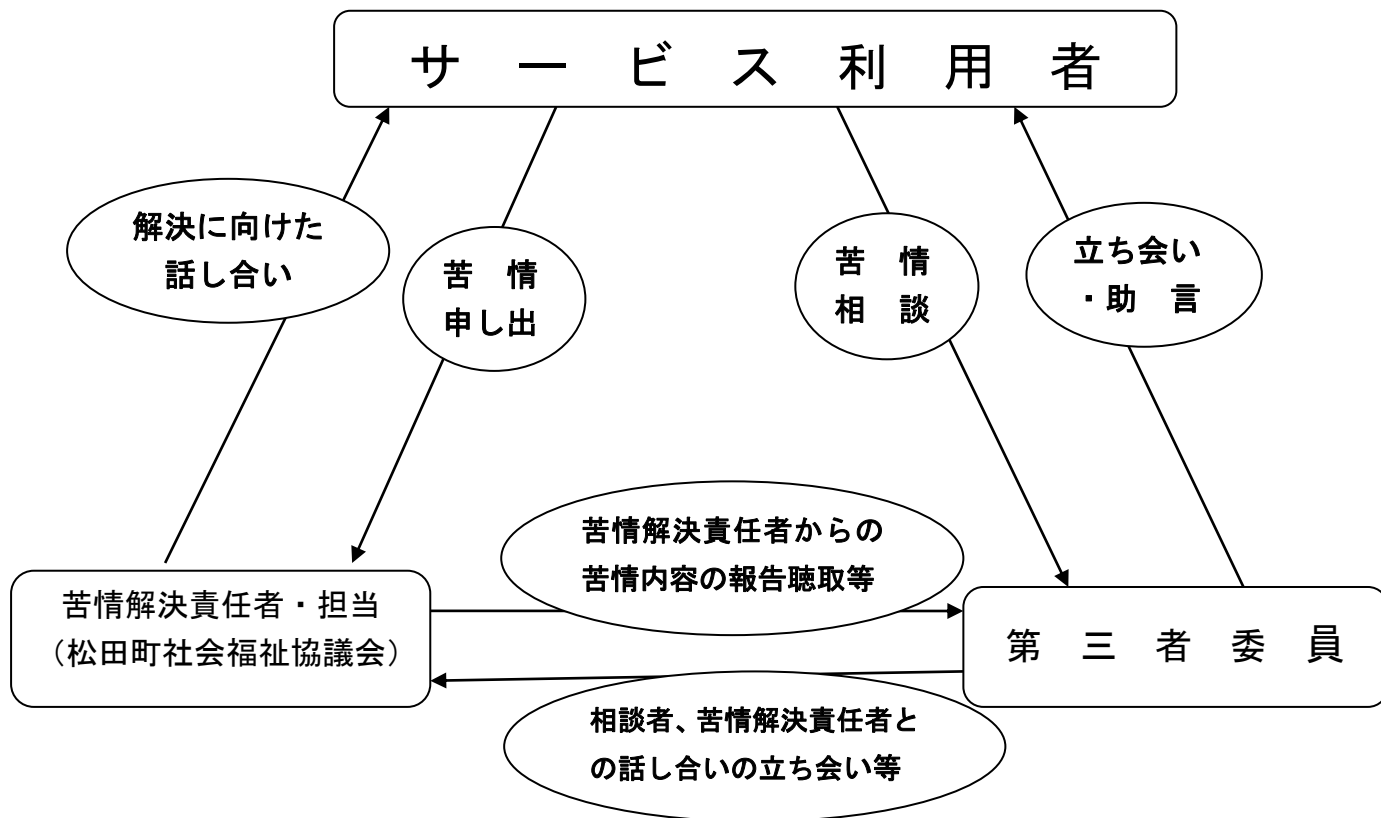 サ ー ビ ス 利 用 者
解決に向けた
話し合い
苦 情
申し出
苦 情
相 談
立ち会い
・助 言
苦情解決責任者からの
苦情内容の報告聴取等
苦情解決責任者・担当
（松田町社会福祉協議会）
第 三 者 委 員
相談者、苦情解決責任者と
の話し合いの立ち会い等